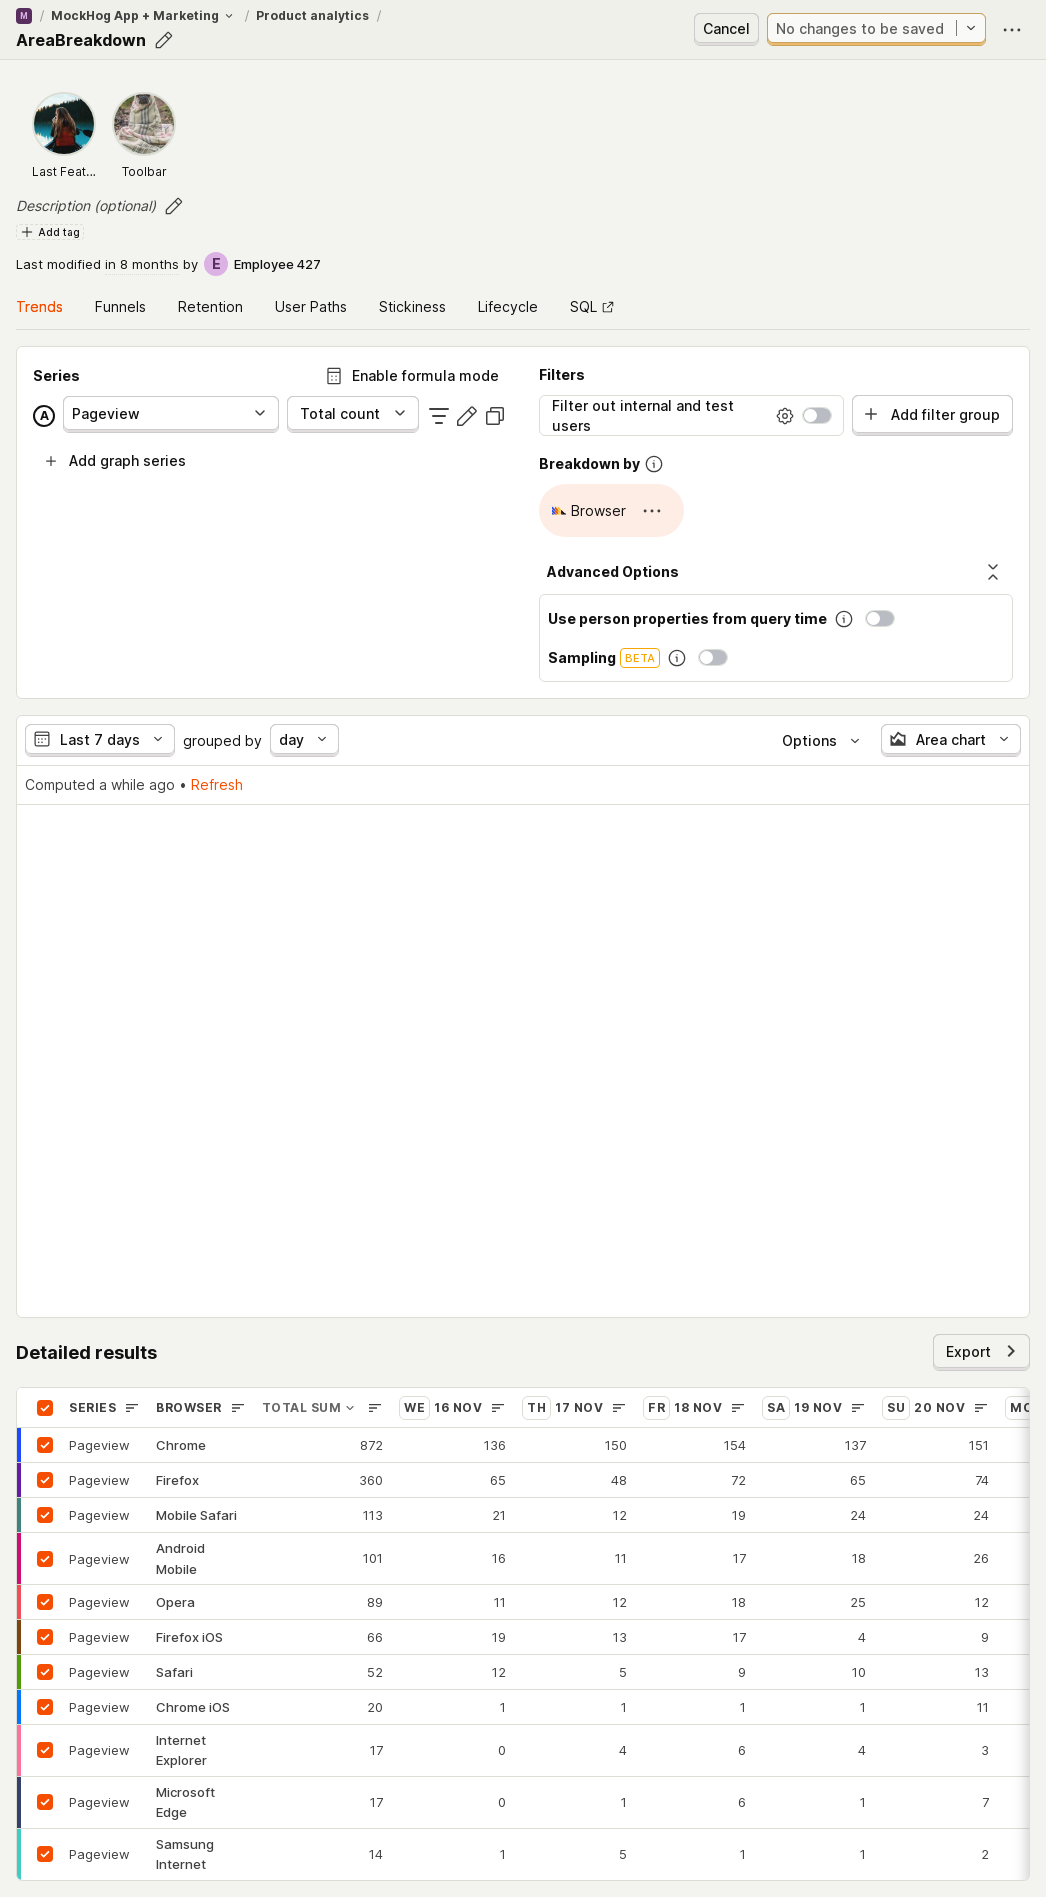 M / MockHog App + Marketing / Product analytics /
AreaBreakdown
Cancel
No changes to be saved
Last Feat...
Toolbar
Description (optional)
Add tag
Last modified in 8 months by E Employee 427
Trends Funnels Retention User Paths Stickiness Lifecycle SQL
Series
Enable formula mode
A Pageview Total count
Add graph series
Filters
Filter out internal and test
users
Add filter group
Breakdown by
Browser
Advanced Options
Use person properties from query time
Sampling BETA
Last 7 days grouped by day
Options Area chart
Computed a while ago • Refresh
Detailed results
Export
SERIES BROWSER TOTAL SUM WE 16 NOV TH 17 NOV FR 18 NOV SA 19 NOV SU 20 NOV
Pageview Chrome 872 136 150 154 137 151
Pageview Firefox 360 65 48 72 65 74
Pageview Mobile Safari 113 21 12 19 24 24
Pageview Android
Mobile 101 16 11 17 18 26
Pageview Opera 89 11 12 18 25 12
Pageview Firefox iOS 66 19 13 17 4 9
Pageview Safari 52 12 5 9 10 13
Pageview Chrome iOS 20 1 1 1 1 11
Pageview Internet
Explorer 17 0 4 6 4 3
Pageview Microsoft
Edge 17 0 1 6 1 7
Pageview Samsung
Internet 14 1 5 1 1 2